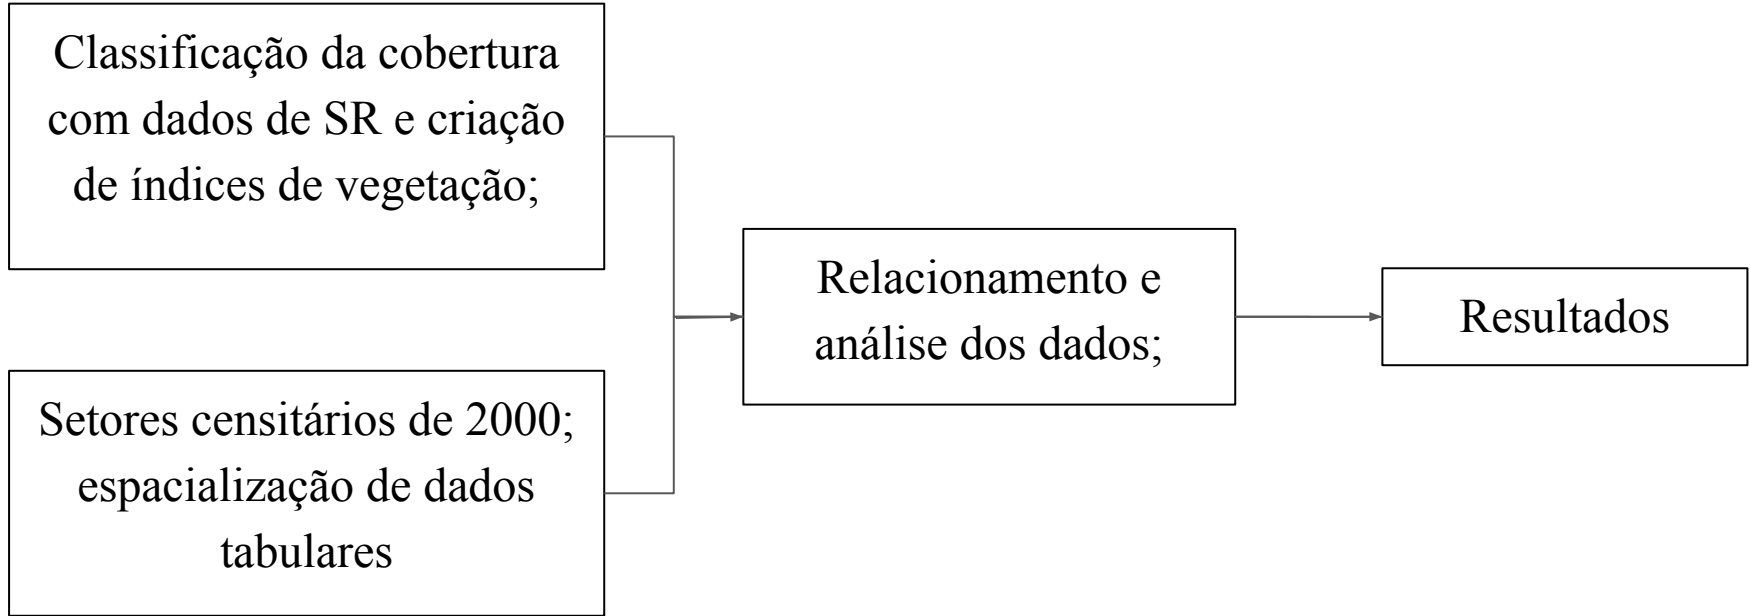 Classificação da cobertura
com dados de SR e criação
de índices de vegetação;
Setores censitários de 2000;
espacialização de dados
tabulares
Relacionamento e
análise dos dados;
Resultados